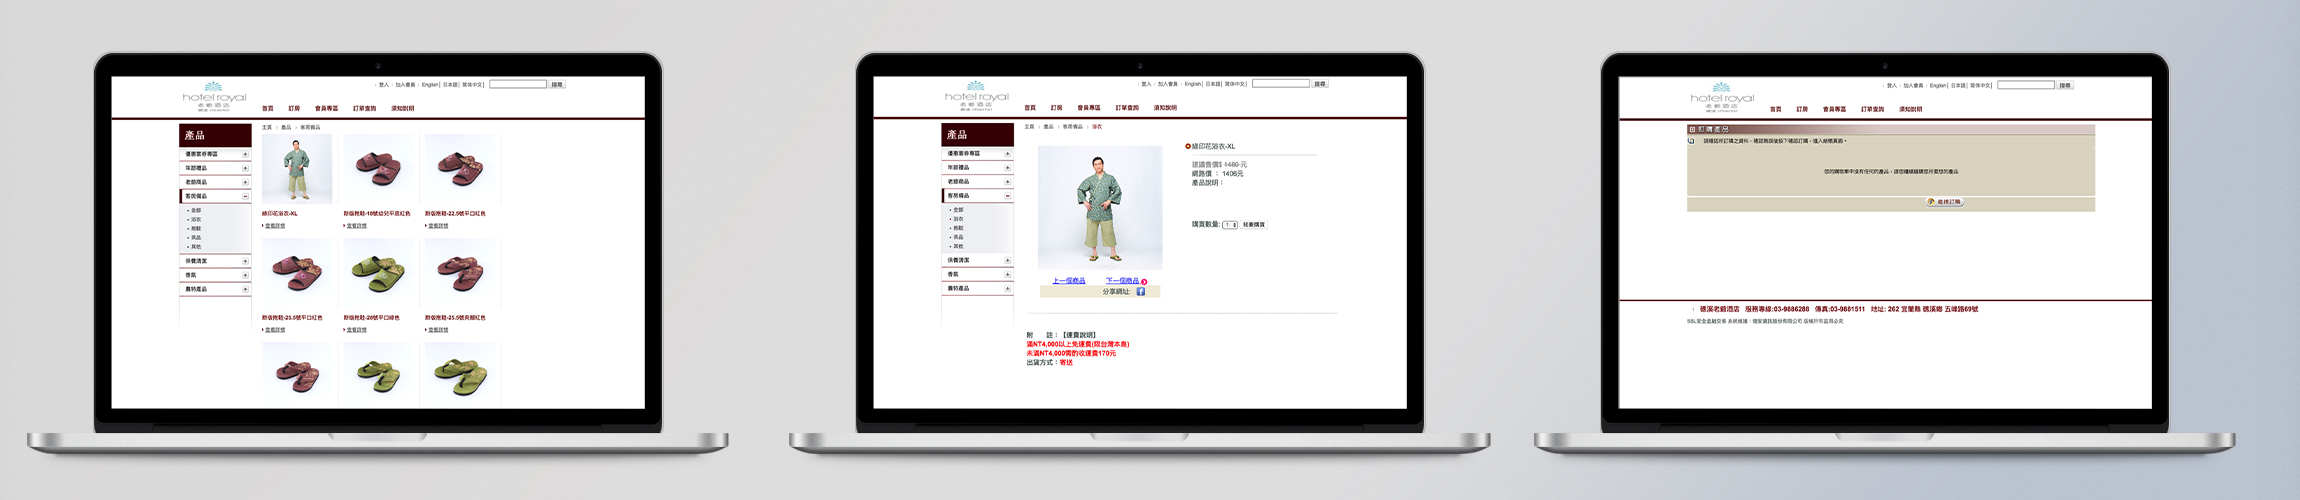 登入 加入會員 English 日本語 简体中文 搜尋
hotel royal
老爺酒店
首頁 訂房 會員專區 訂單查詢 須知說明
產品
優惠套券專區
年節禮品
老爺商品
客房備品
全部
浴衣
拖鞋
茶品
其他
保養清潔
香氛
農特產品
主頁 › 產品 › 客房備品
綠印花浴衣-XL
新版拖鞋-18號幼兒平底紅色
新版拖鞋-22.5號平口紅色
查看詳情
查看詳情
查看詳情
新版拖鞋-25.5號平口紅色
新版拖鞋-28號平口綠色
新版拖鞋-25.5號夾腳紅色
查看詳情
查看詳情
查看詳情
登入 加入會員 English 日本語 简体中文 搜尋
hotel royal
老爺酒店
首頁 訂房 會員專區 訂單查詢 須知說明
產品
優惠套券專區
年節禮品
老爺商品
客房備品
全部
浴衣
拖鞋
茶品
其他
保養清潔
香氛
農特產品
主頁 › 產品 › 客房備品 › 浴衣
綠印花浴衣-XL
建議售價$ 1480 元
網路價 : 1406元
產品說明:
購買數量: 1 我要購買
上一個商品 下一個商品
分享網址:
附 註:【運費說明】
滿NT4,000以上免運費(限台灣本島)
未滿NT4,000需酌收運費170元
出貨方式:寄送
登入 加入會員 English 日本語 简体中文 搜尋
hotel royal
老爺酒店
首頁 訂房 會員專區 訂單查詢 須知說明
訂購產品
請確認所訂購之資料,確認無誤後按下確認訂購,進入結帳頁面。
您的購物車中沒有任何的產品,請您繼續選購您所要想的產品
繼續訂購
礁溪老爺酒店 服務專線:03-9886288 傳真:03-9881511 地址: 262 宜蘭縣 礁溪鄉 五峰路69號
SSL安全金融交易 系統維護:德安資訊股份有限公司 版權所有盜用必究